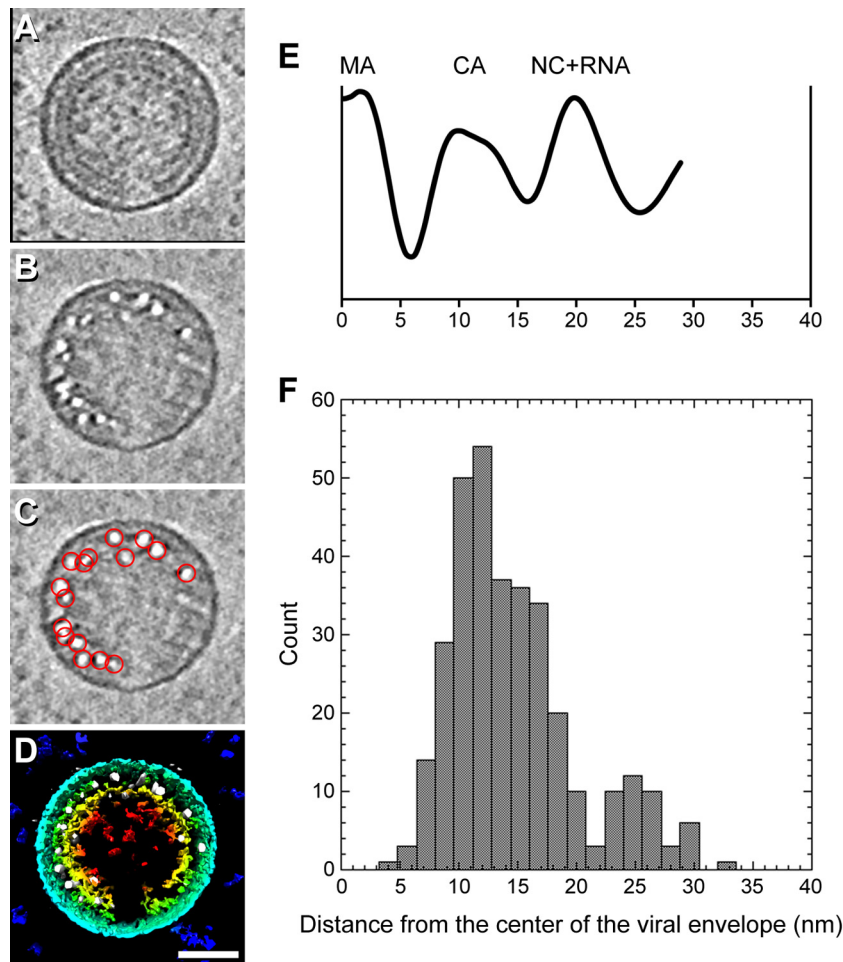 A
B
C
D
E
MA CA NC+RNA
0 5 10 15 20 25 30 35 40
F
60
50
40
30
20
10
0
Count
0 5 10 15 20 25 30 35 40
Distance from the center of the viral envelope (nm)